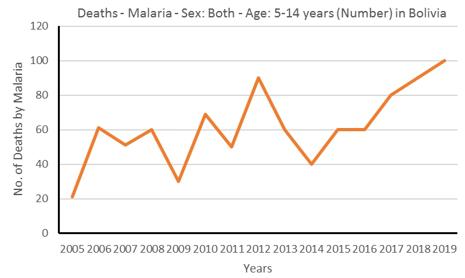 Deaths - Malaria - Sex: Both - Age: 5-14 years (Number) in Bolivia
120
100
80
60
40
20
0
No. of Deaths by Malaria
2005 2006 2007 2008 2009 2010 2011 2012 2013 2014 2015 2016 2017 2018 2019
Years